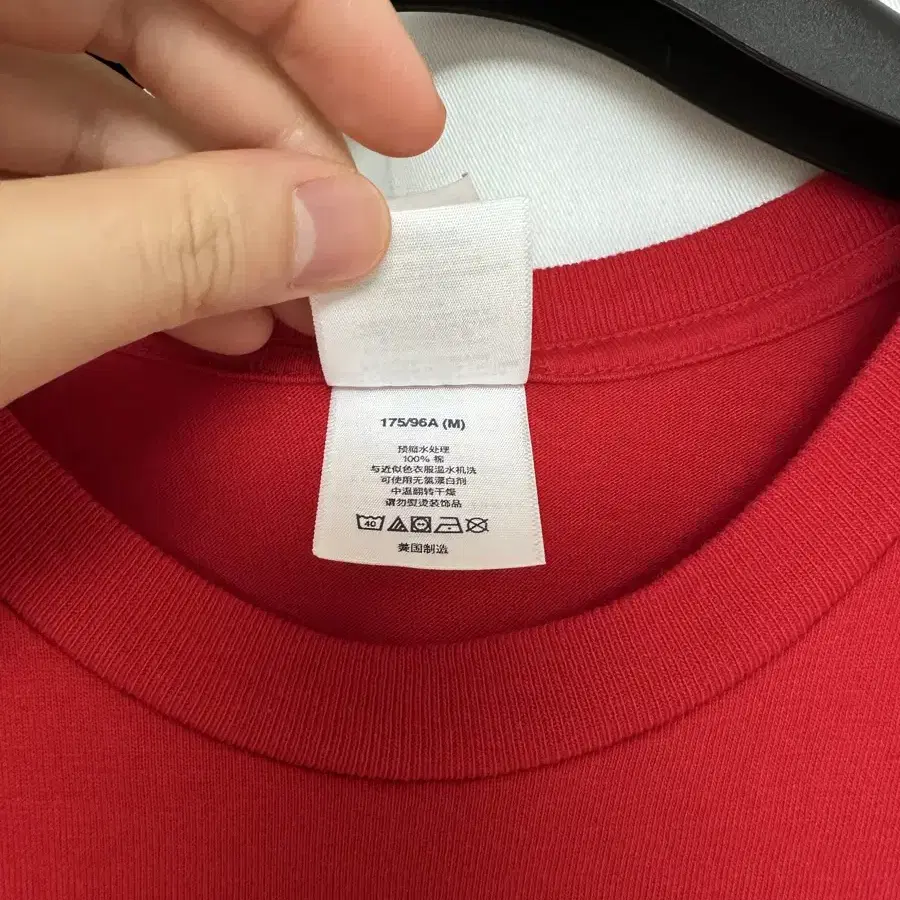 175/96A (M)
预缩水处理
100% 棉
与近似色衣服温水机洗
可使用无氯漂白剂
中温翻转干燥
请勿熨烫装饰品
40
美国制造